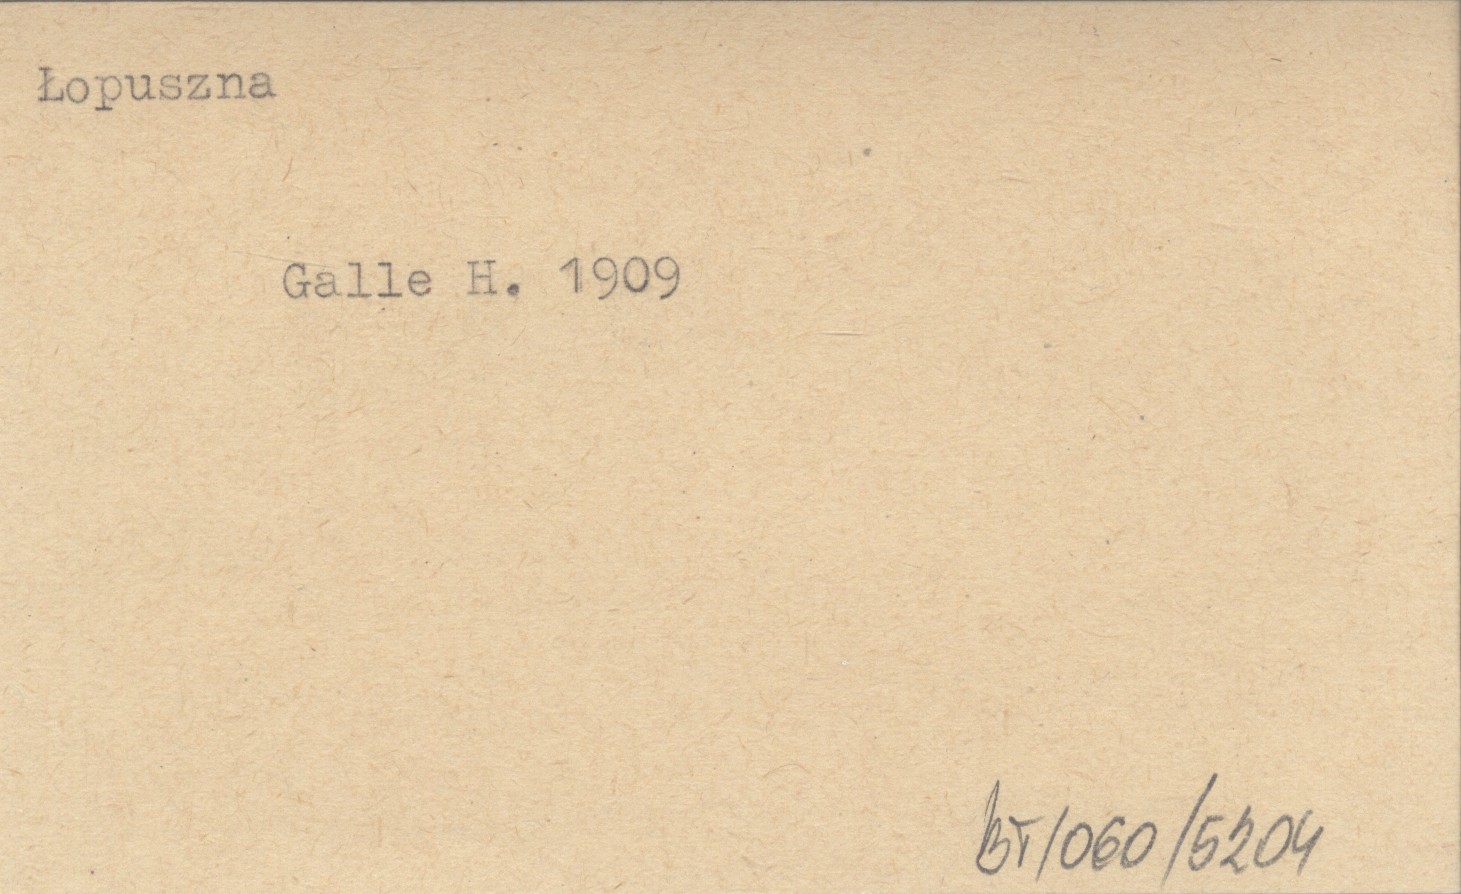 Łopuszna
Galle H. 1909
BT/060/5204